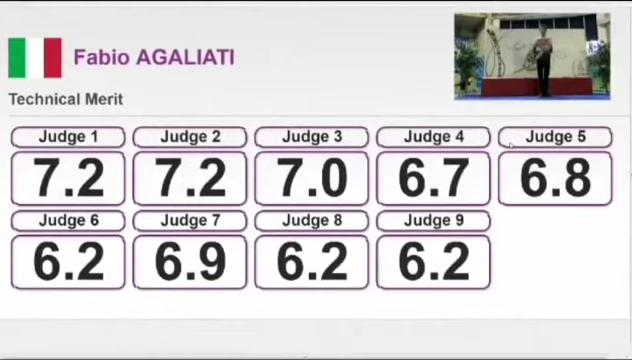 Fabio AGALIATI
Technical Merit
Judge 1 Judge 2 Judge 3 Judge 4 Judge 5
7.2 7.2 7.0 6.7 6.8
Judge 6 Judge 7 Judge 8 Judge 9
6.2 6.9 6.2 6.2